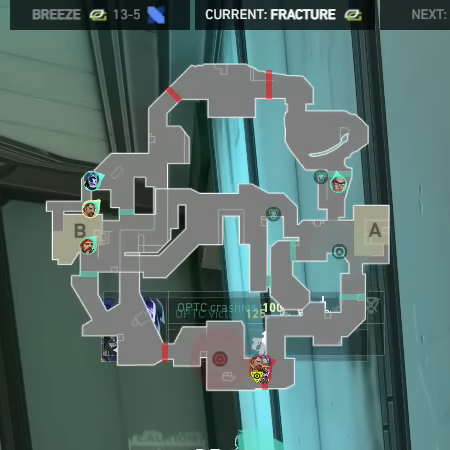 BREEZE 13-5 CURRENT: FRACTURE NEXT:
B
A
OPTC crashies 100
OPTC Vic 125